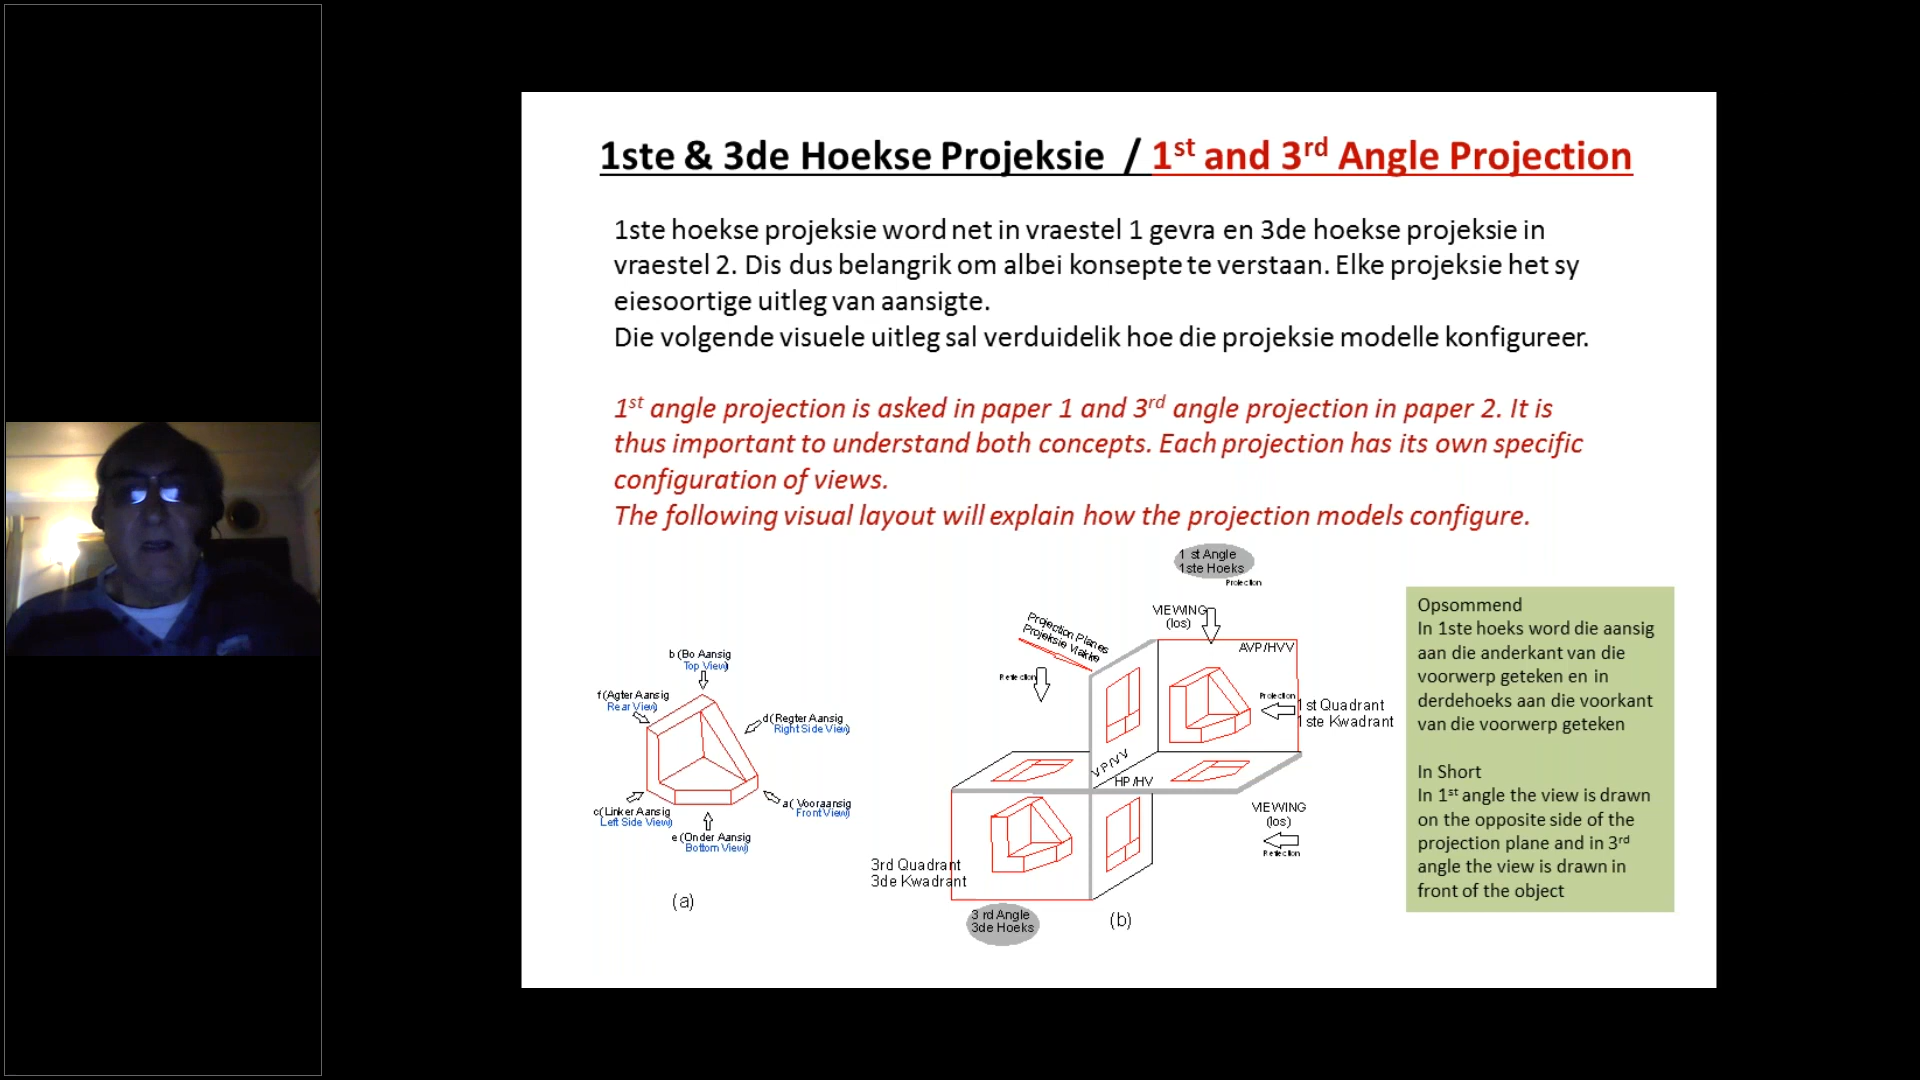 1ste & 3de Hoekse Projeksie / 1st and 3rd Angle Projection
1ste hoekse projeksie word net in vraestel 1 gevra en 3de hoekse projeksie in
vraestel 2. Dis dus belangrik om albei konsepte te verstaan. Elke projeksie het sy
eiesoortige uitleg van aansigte.
Die volgende visuele uitleg sal verduidelik hoe die projeksie modelle konfigureer.
1st angle projection is asked in paper 1 and 3rd angle projection in paper 2. It is
thus important to understand both concepts. Each projection has its own specific
configuration of views.
The following visual layout will explain how the projection models configure.
b (Bo Aansig
Top View)
f (Agter Aansig
Rear View)
d (Regter Aansig
Right Side View)
c (Linker Aansig
Left Side View)
a ( Vooraansig
Front View)
e (Onder Aansig
Bottom View)
(a)
1 st Angle
1ste Hoeks
Projection
VIEWING
(los)
Projection Planes
Projeksie Vlakke
Reflection
AVP/HVV
Projection
1st Quadrant
1ste Kwadrant
VP/VV
HP/HV
VIEWING
(los)
Reflection
3rd Quadrant
3de Kwadrant
3 rd Angle
3de Hoeks
(b)
Opsommend
In 1ste hoeks word die aansig
aan die anderkant van die
voorwerp geteken en in
derdehoeks aan die voorkant
van die voorwerp geteken
In Short
In 1st angle the view is drawn
on the opposite side of the
projection plane and in 3rd
angle the view is drawn in
front of the object